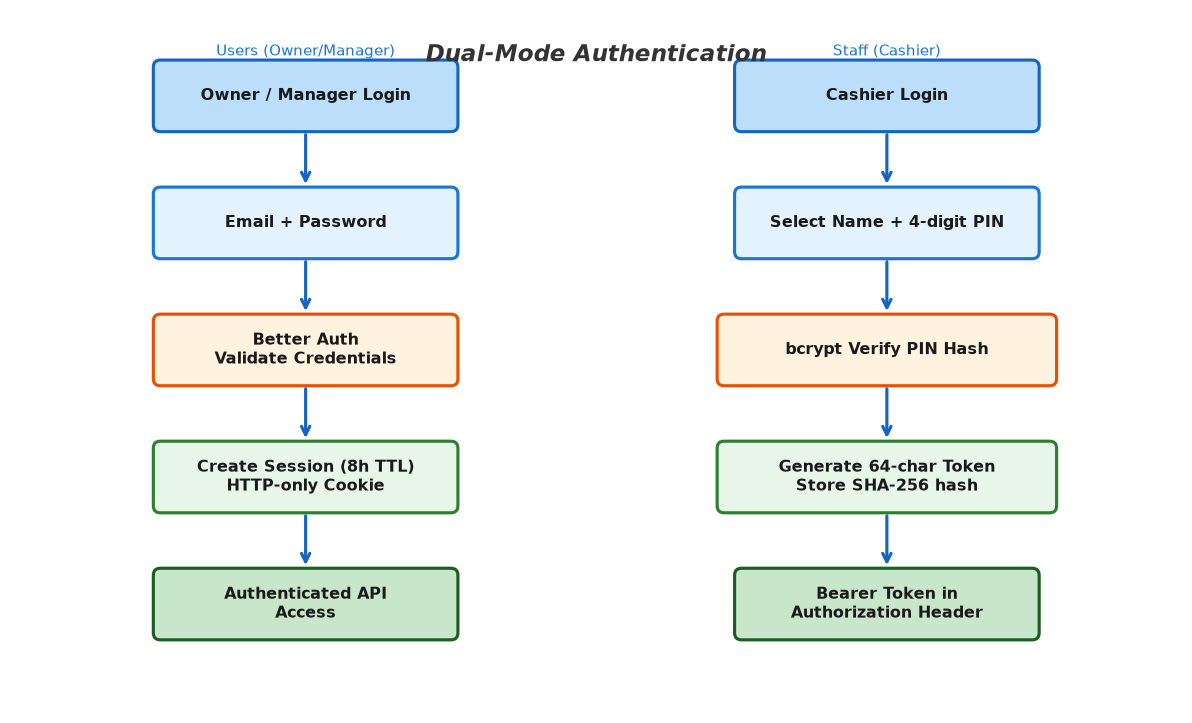 Dual-Mode Authentication
Users (Owner/Manager)
Owner / Manager Login
Email + Password
Better Auth
Validate Credentials
Create Session (8h TTL)
HTTP-only Cookie
Authenticated API
Access
Staff (Cashier)
Cashier Login
Select Name + 4-digit PIN
bcrypt Verify PIN Hash
Generate 64-char Token
Store SHA-256 hash
Bearer Token in
Authorization Header